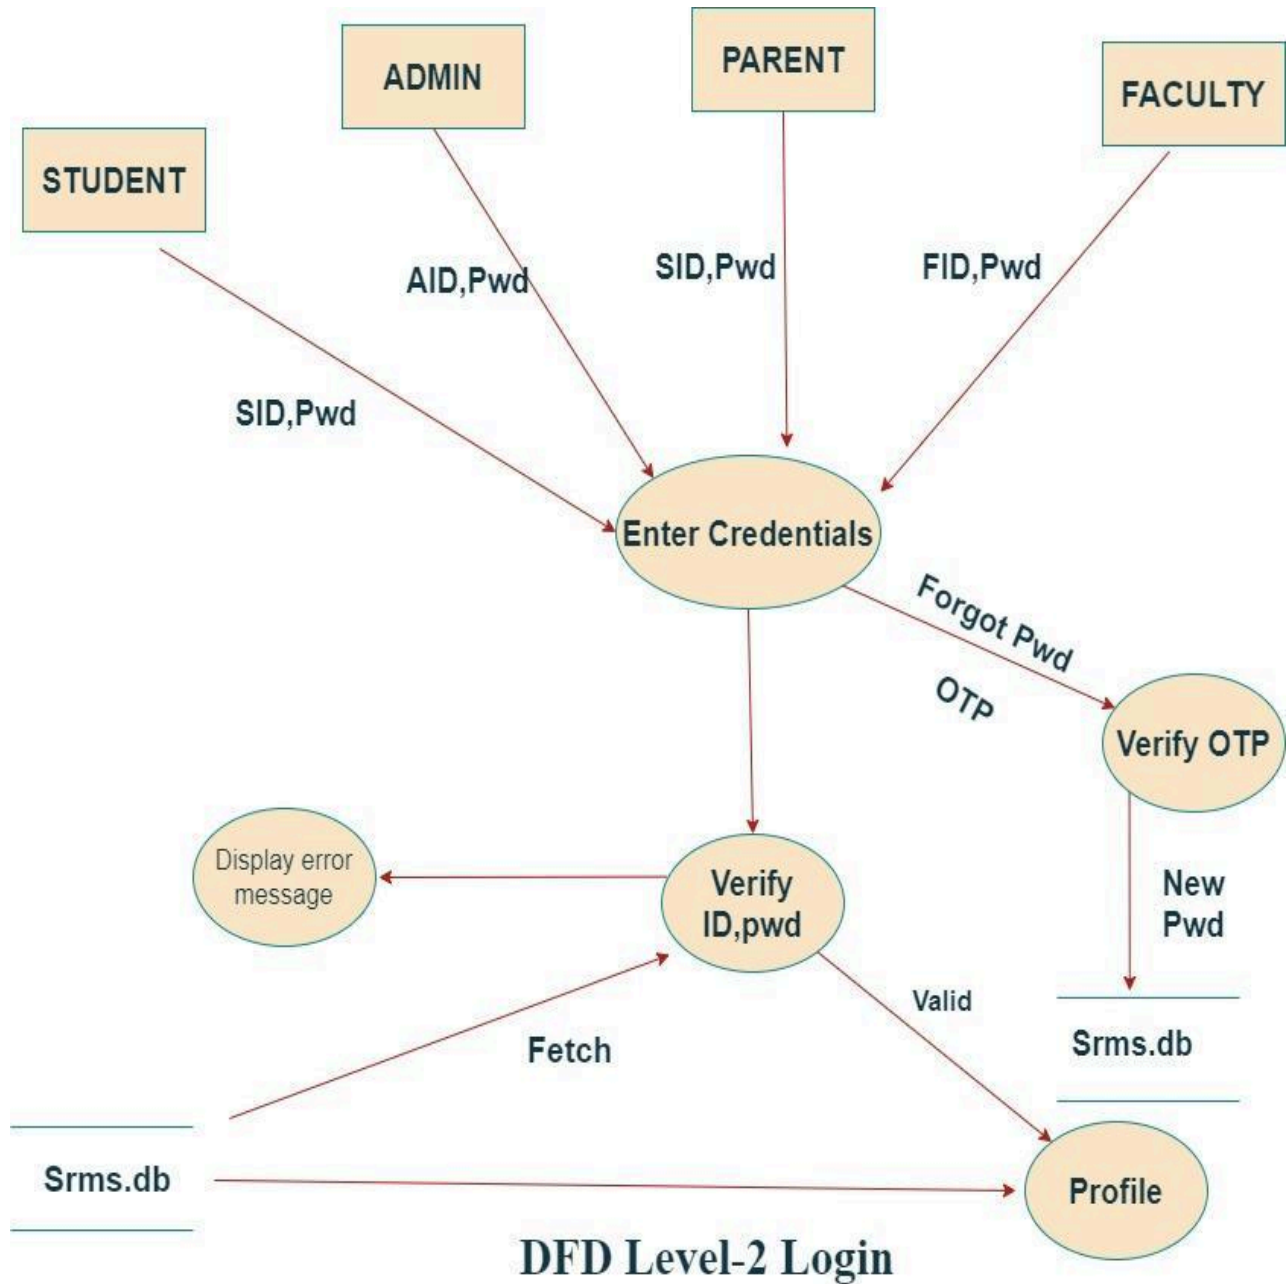 PARENT
ADMIN
FACULTY
STUDENT
AID,Pwd
SID,Pwd
FID,Pwd
SID,Pwd
Enter Credentials
Forgot Pwd
OTP
Verify OTP
Display error
message
Verify
ID,pwd
New
Pwd
Valid
Fetch
Srms.db
Srms.db
Profile
DFD Level-2 Login